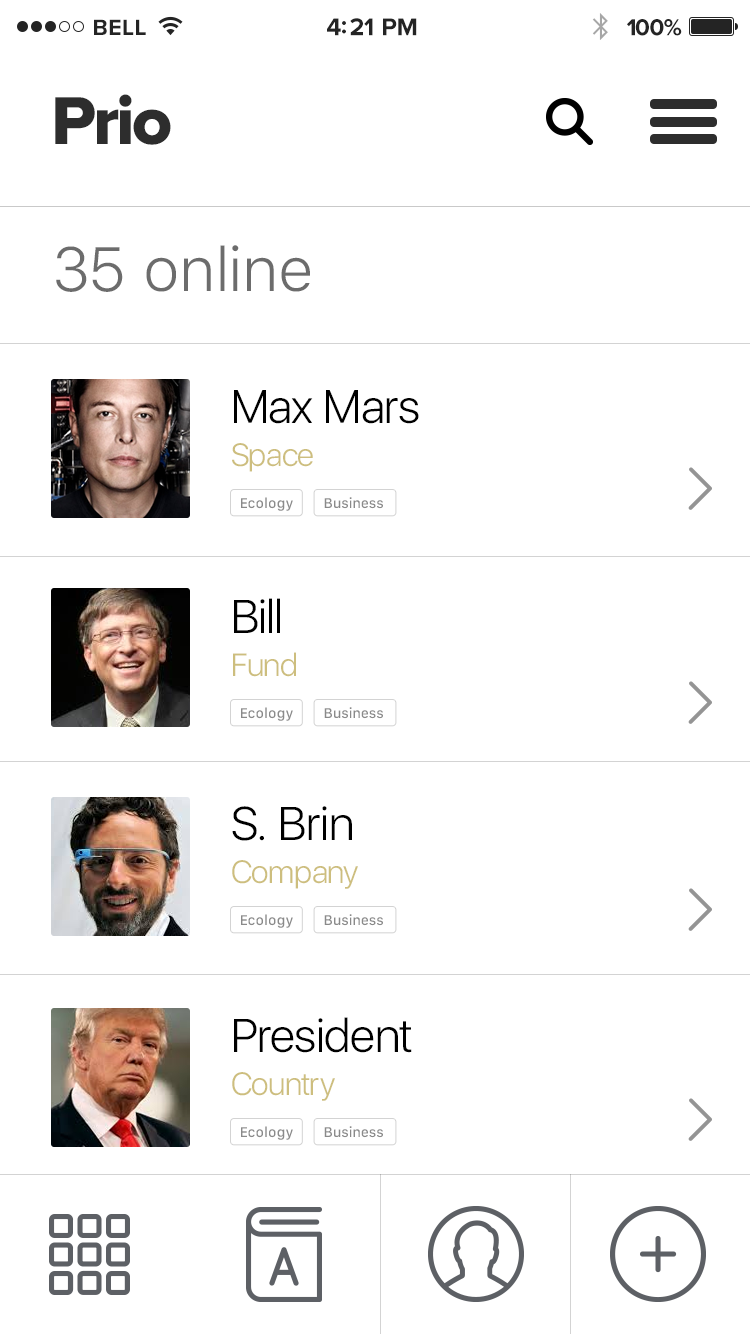 BELL 4:21 PM 100%
Prio
35 online
Max Mars
Space
Ecology Business
Bill
Fund
Ecology Business
S. Brin
Company
Ecology Business
President
Country
Ecology Business
A